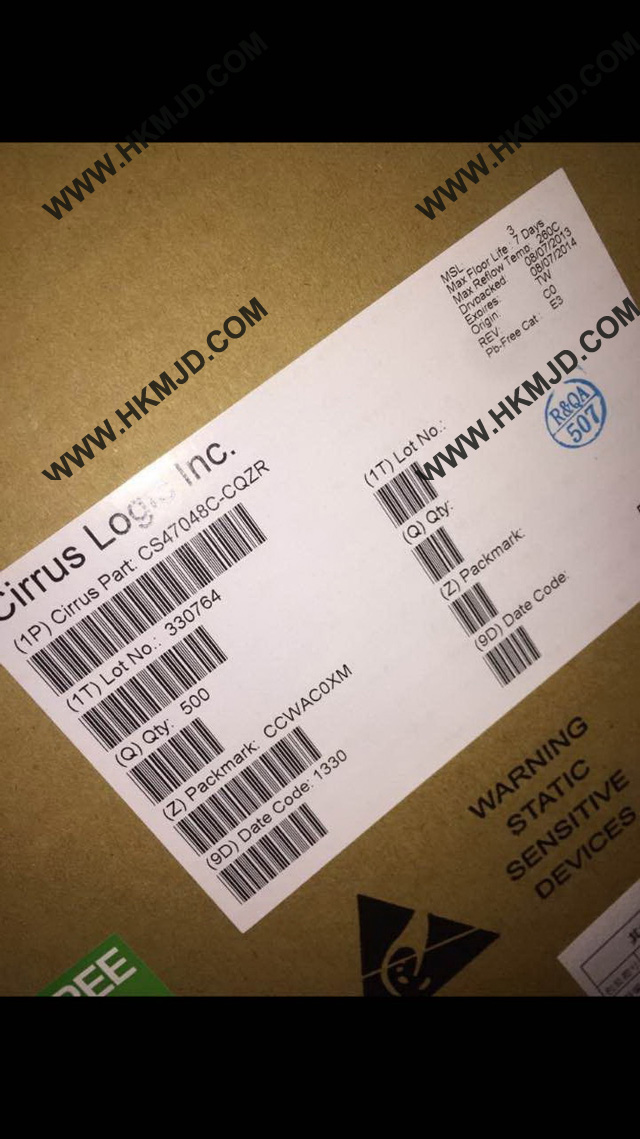 WWW.HKMJD.COM
WWW.HKMJD.COM
MSL: 3
Max Floor Life: 7 Days
Max Reflow Temp: 260C
Drypacked: 08/07/2013
Expires: 08/07/2014
Origin: TW
REV: C0
Pb-Free Cat: E3
WWW.HKMJD.COM
WWW.HKMJD.COM
R&QA
507
Cirrus Logic Inc.
(1P) Cirrus Part: CS47048C-CQZR
(1T) Lot No.: 330764
(Q) Qty: 500
(Z) Packmark: CCWAC0XM
(9D) Date Code: 1330
(1T) Lot No.:
(Q) Qty:
(Z) Packmark:
(9D) Date Code:
WARNING
STATIC
SENSITIVE
DEVICES